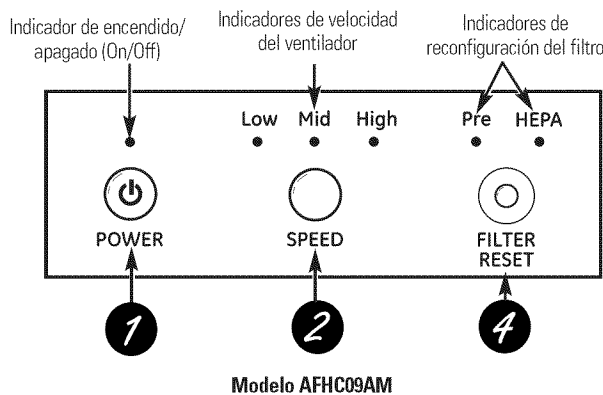 Indicador de encendido/
apagado (On/Off)
Indicadores de velocidad
del ventilador
Indicadores de
reconfiguración del filtro
Low Mid High
Pre HEPA
POWER
SPEED
FILTER
RESET
1
2
4
Modelo AFHC09AM